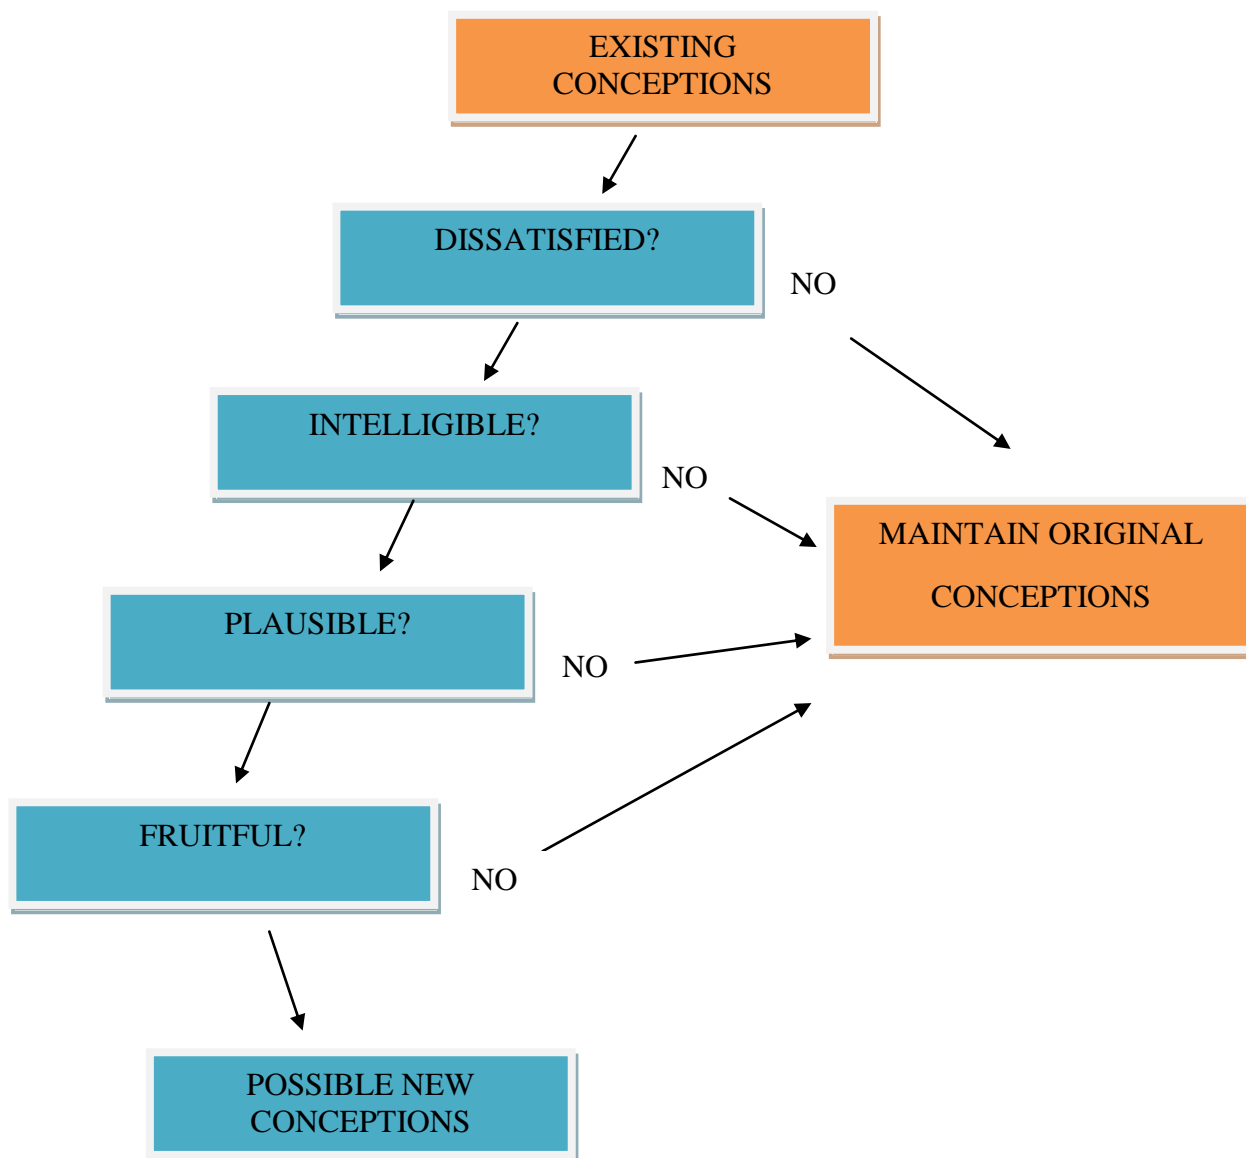 EXISTING
CONCEPTIONS
DISSATISFIED?
NO
INTELLIGIBLE?
NO
MAINTAIN ORIGINAL
CONCEPTIONS
PLAUSIBLE?
NO
FRUITFUL?
NO
POSSIBLE NEW
CONCEPTIONS